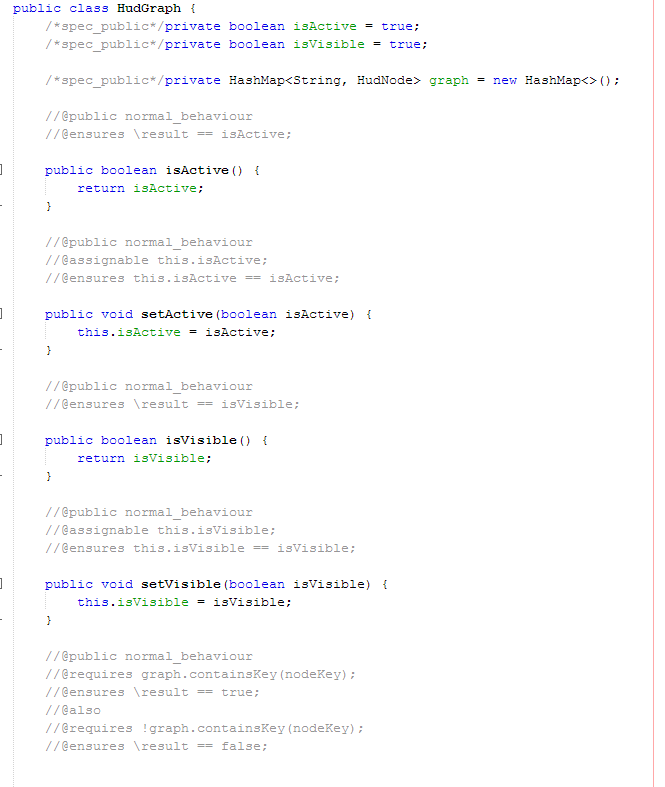 public class HudGraph {
/*spec_public*/private boolean isActive = true;
/*spec_public*/private boolean isVisible = true;
/*spec_public*/private HashMap<String, HudNode> graph = new HashMap<>();
//@public normal_behaviour
//@ensures \result == isActive;
public boolean isActive() {
return isActive;
}
//@public normal_behaviour
//@assignable this.isActive;
//@ensures this.isActive == isActive;
public void setActive(boolean isActive) {
this.isActive = isActive;
}
//@public normal_behaviour
//@ensures \result == isVisible;
public boolean isVisible() {
return isVisible;
}
//@public normal_behaviour
//@assignable this.isVisible;
//@ensures this.isVisible == isVisible;
public void setVisible(boolean isVisible) {
this.isVisible = isVisible;
}
//@public normal_behaviour
//@requires graph.containsKey(nodeKey);
//@ensures \result == true;
//@also
//@requires !graph.containsKey(nodeKey);
//@ensures \result == false;